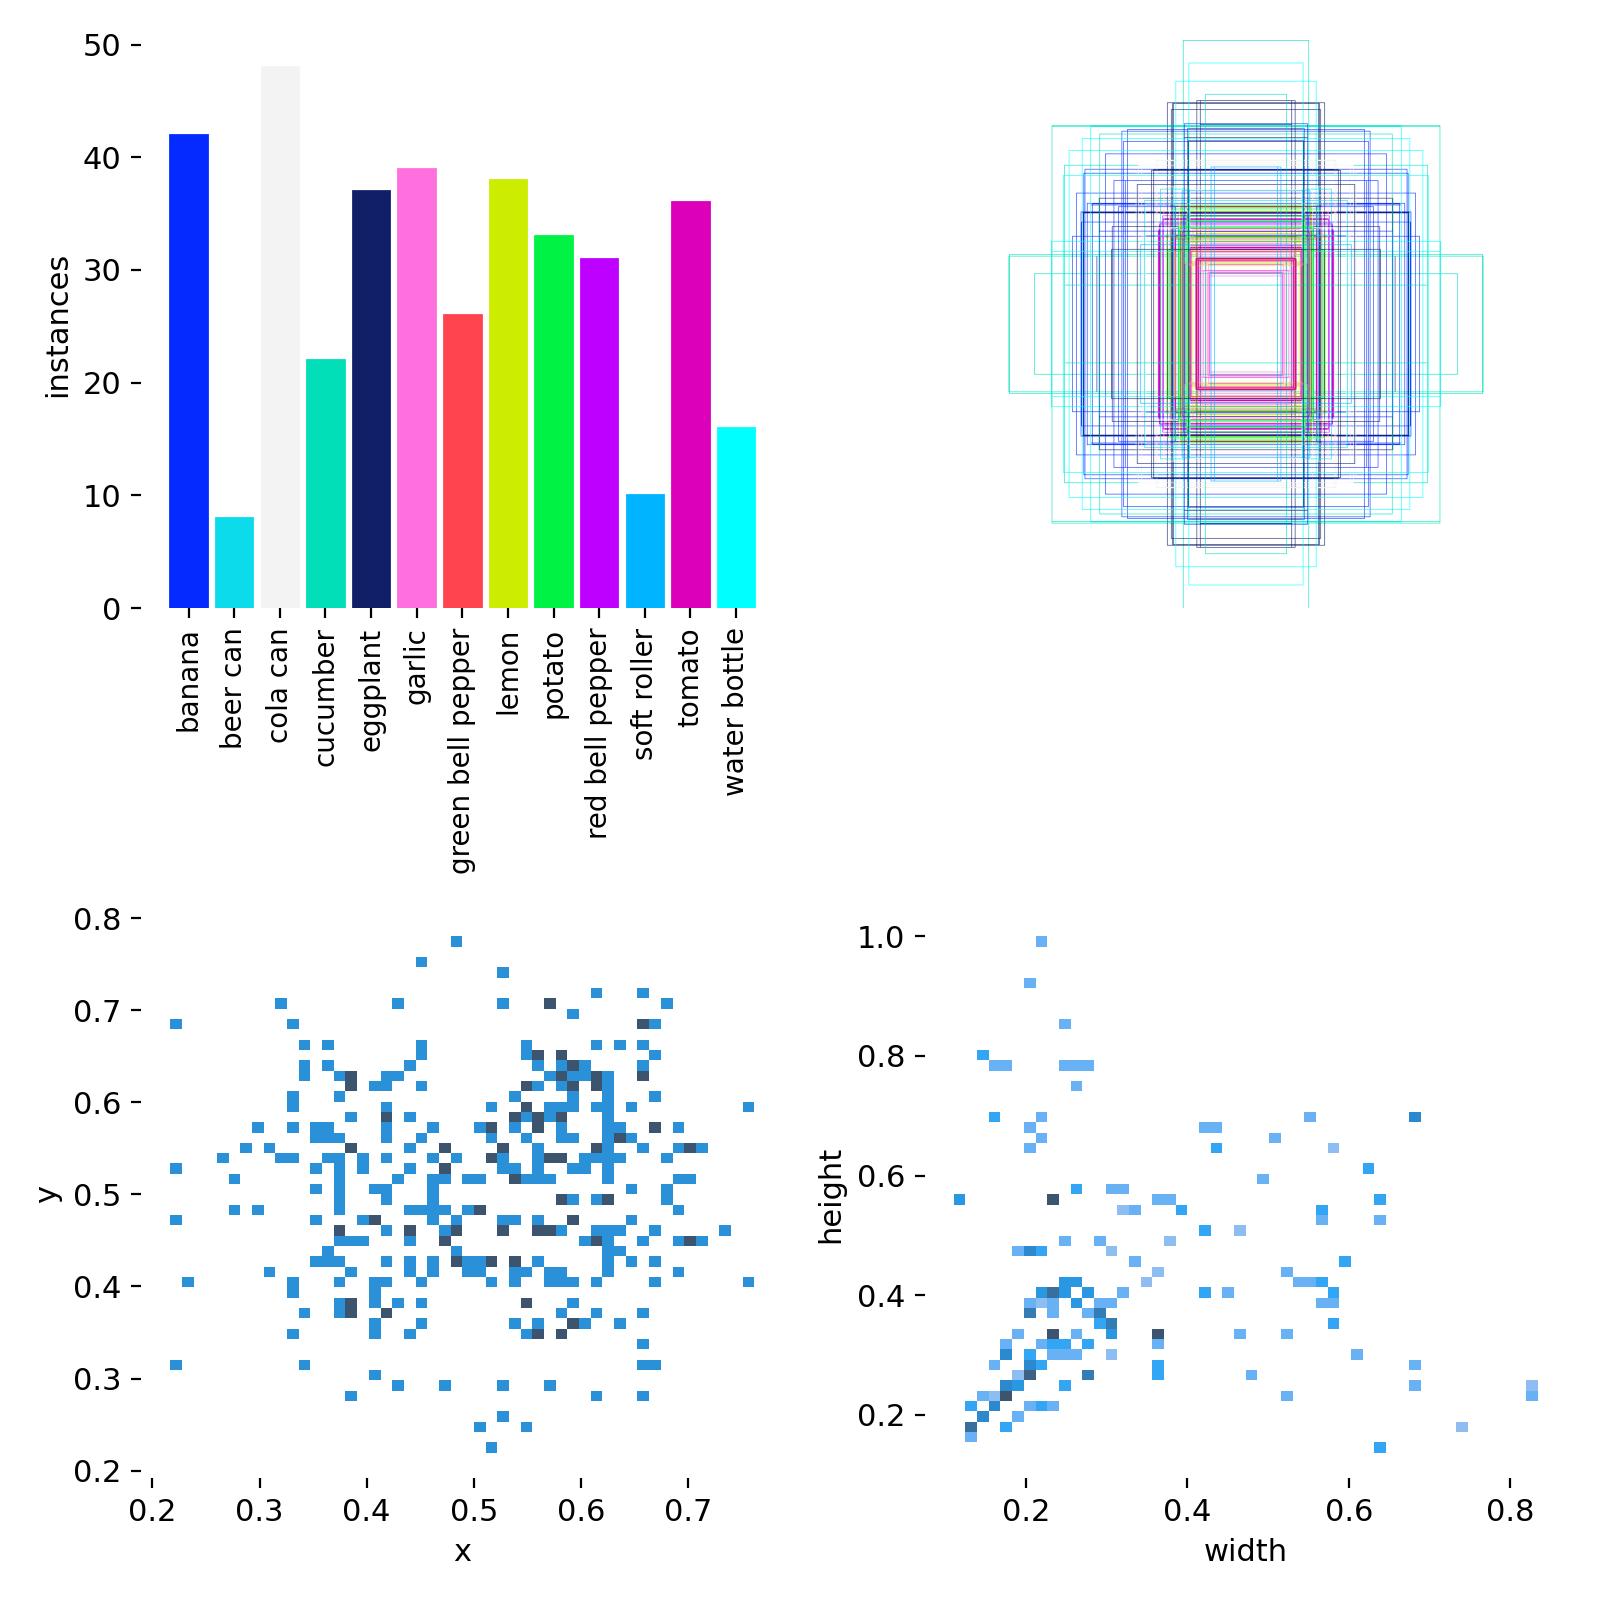 50
40
30
20
10
0
instances
banana
beer can
cola can
cucumber
eggplant
garlic
green bell pepper
lemon
potato
red bell pepper
soft roller
tomato
water bottle
0.8
0.7
0.6
0.5
0.4
0.3
0.2
y
0.2 0.3 0.4 0.5 0.6 0.7
x
1.0
0.8
0.6
0.4
0.2
height
0.2 0.4 0.6 0.8
width